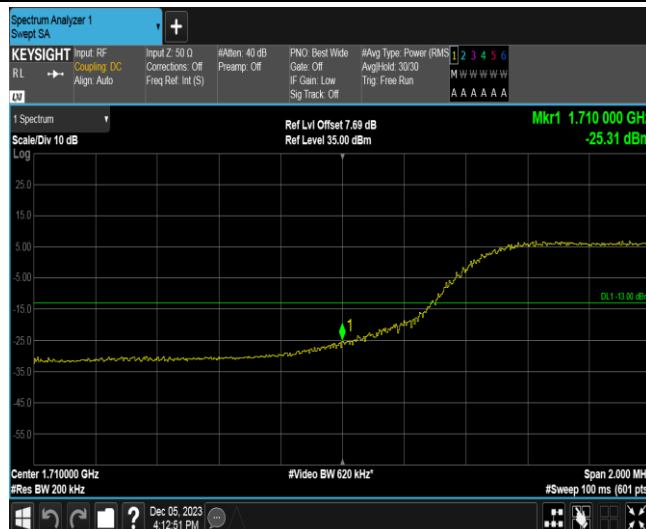 Spectrum Analyzer 1
Swept SA
KEYSIGHT Input: RF Input Z: 50 Ω #Atten: 40 dB PNO: Best Wide #Avg Type: Power (RMS 1 2 3 4 5 6
RL Coupling: DC Corrections: Off Preamp: Off Gate: Off Avg|Hold: 30/30 M W W W W W
Align: Auto Freq Ref: Int (S) IF Gain: Low Trig: Free Run
Sig Track: Off A A A A A A
1 Spectrum Ref Lvl Offset 7.69 dB Mkr1 1.710 000 GHz
Scale/Div 10 dB Ref Level 35.00 dBm -25.31 dBm
Log
25.0
15.0
5.00
-5.00
DL1 -13.00 dBm
-15.0
1
-25.0
-35.0
-45.0
-55.0
Center 1.710000 GHz #Video BW 620 kHz* Span 2.000 MH
#Res BW 200 kHz #Sweep 100 ms (601 pts
? Dec 05, 2023
4:12:51 PM